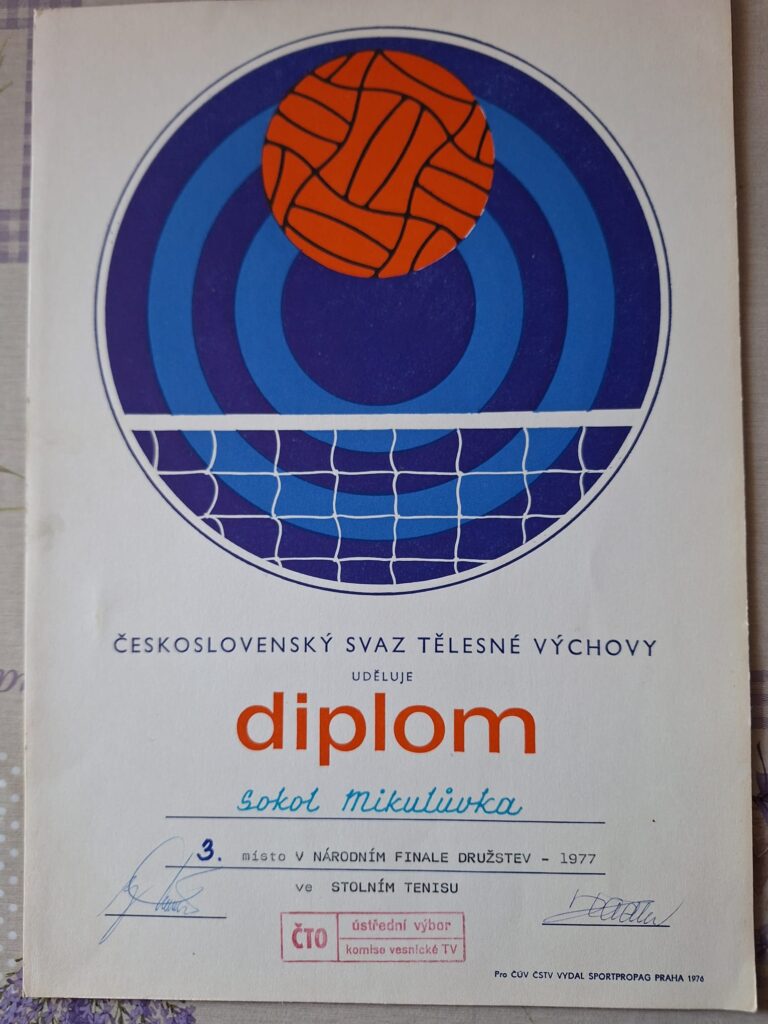 ČESKOSLOVENSKÝ SVAZ TĚLESNÉ VÝCHOVY
UDĚLUJE
diplom
Sokol Mikulůvka
3. místo V NÁRODNÍM FINALE DRUŽSTEV - 1977
ve STOLNÍM TENISU
ČTO
ústřední výbor
komise vesnické TV
Pro ČÚV ČSTV VYDAL SPORTPROPAG PRAHA 1976